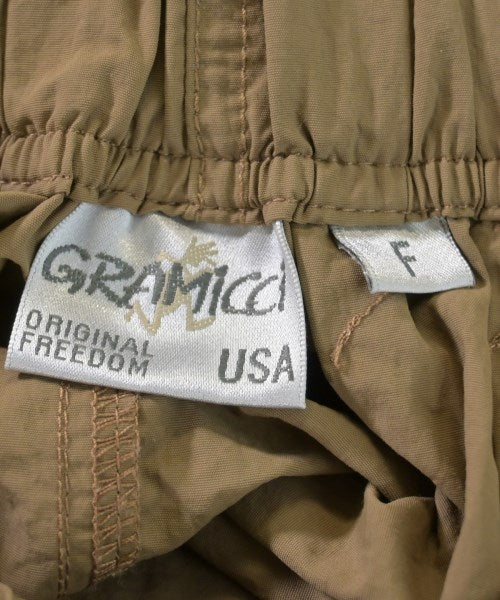 GRAMicci
ORIGINAL
FREEDOM
USA
F